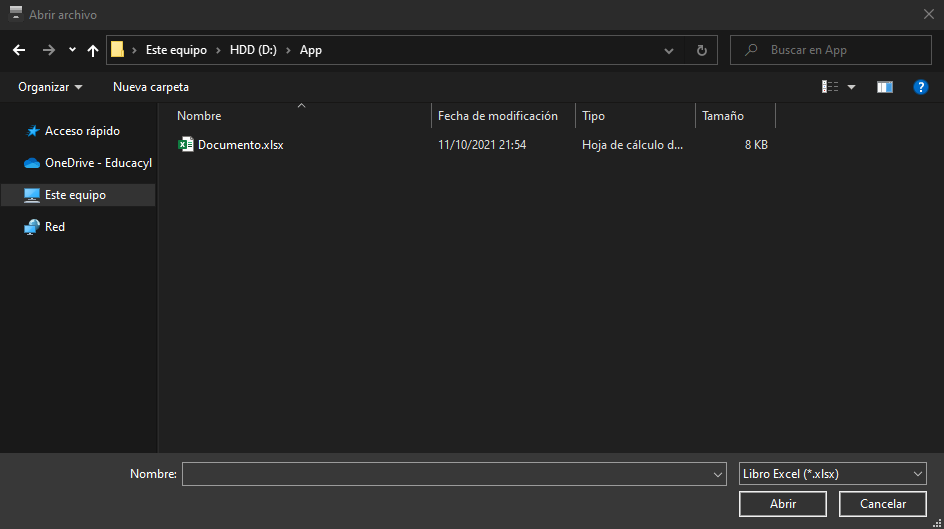 Abrir archivo
Este equipo > HDD (D:) > App
Buscar en App
Organizar
Nueva carpeta
?
Nombre Fecha de modificación Tipo Tamaño
Acceso rápido
OneDrive - Educacyl
Este equipo
Red
Documento.xlsx 11/10/2021 21:54 Hoja de cálculo d... 8 KB
Nombre:
Libro Excel (*.xlsx)
Abrir Cancelar